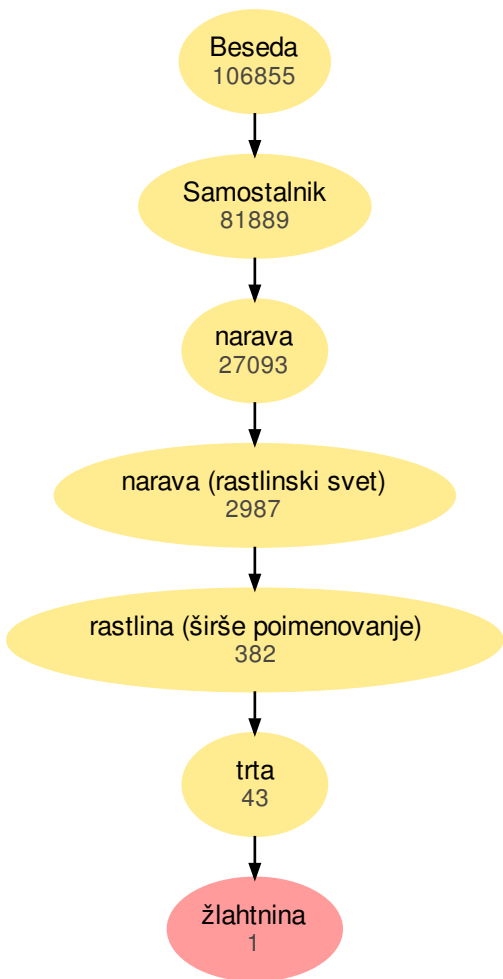 Beseda
106855
Samostalnik
81889
narava
27093
narava (rastlinski svet)
2987
rastlina (širše poimenovanje)
382
trta
43
žlahtnina
1